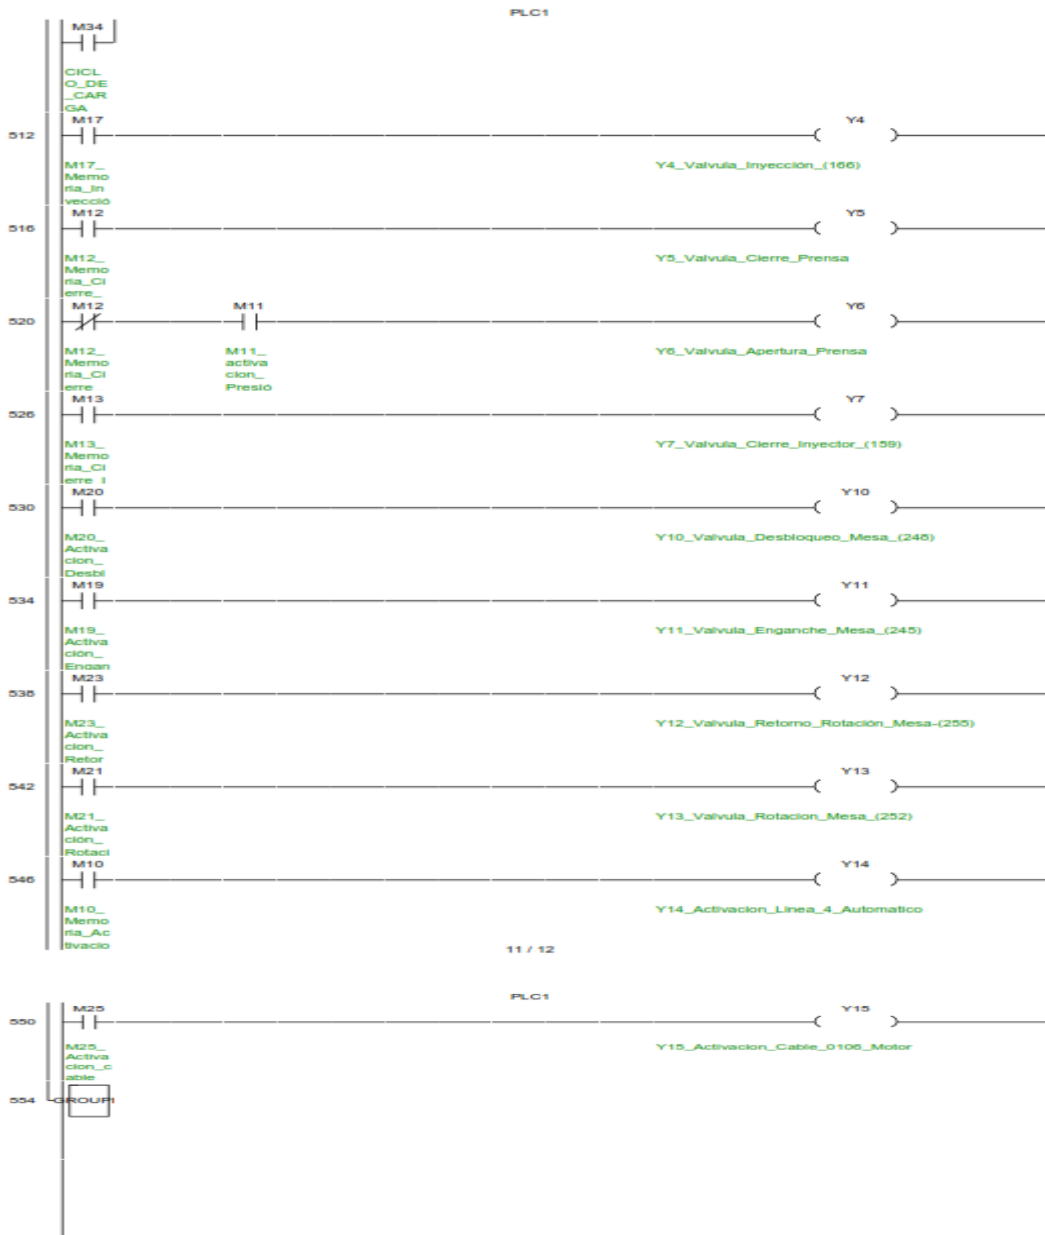 PLC1
M34
CICL
O_DE
_CAR
GA
M17
Y4
512
M17_
Memo
ria_In
yecció
Y4_Valvula_Inyección_(166)
M12
Y5
516
M12_
Memo
ria_Ci
erre_
Y5_Valvula_Cierre_Prensa
M12
M11
Y6
520
M12_
Memo
ria_Ci
erre
M11_
activa
cion_
Presió
Y6_Valvula_Apertura_Prensa
M13
Y7
526
M13_
Memo
ria_Ci
erre_I
Y7_Valvula_Cierre_Inyector_(159)
M20
Y10
530
M20_
Activa
cion_
Desbl
Y10_Valvula_Desbloqueo_Mesa_(246)
M19
Y11
534
M19_
Activa
ción_
Engan
Y11_Valvula_Enganche_Mesa_(245)
M23
Y12
538
M23_
Activa
cion_
Retor
Y12_Valvula_Retorno_Rotación_Mesa-(255)
M21
Y13
542
M21_
Activa
ción_
Rotaci
Y13_Valvula_Rotacion_Mesa_(252)
M10
Y14
546
M10_
Memo
ria_Ac
tivacio
Y14_Activacion_Linea_4_Automatico
11 / 12
PLC1
M25
Y15
550
M25_
Activa
cion_c
able
Y15_Activacion_Cable_0106_Motor
554
GROUP1